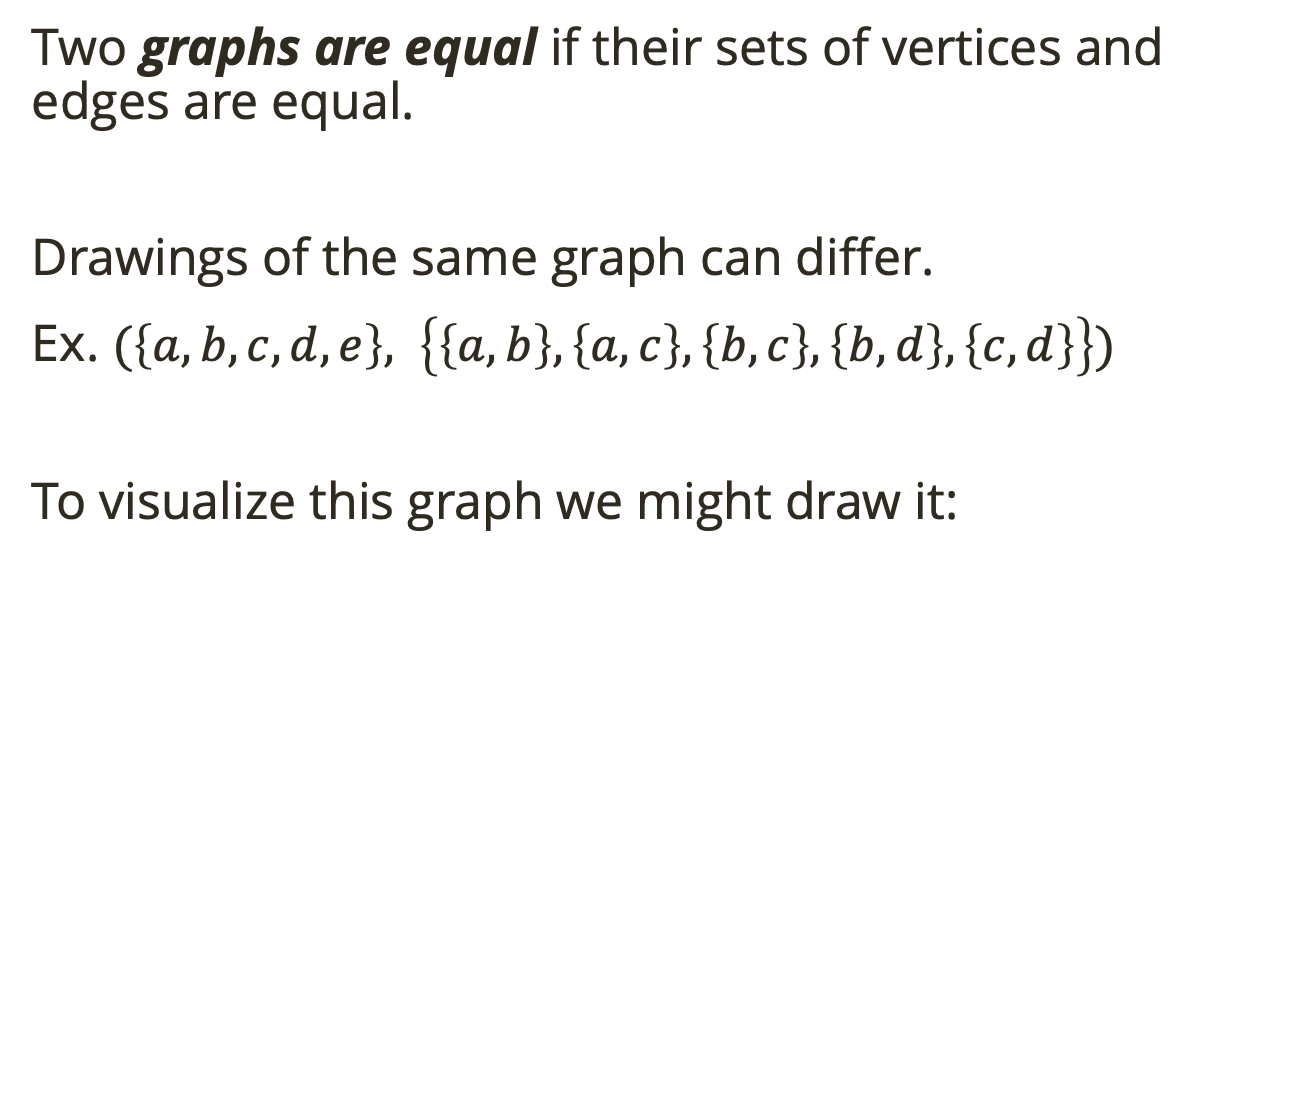 Two graphs are equal if their sets of vertices and
edges are equal.
Drawings of the same graph can differ.
Ex. ({a, b, c, d, e}, {{a, b}, {a, c}, {b, c}, {b, d}, {c, d}})
To visualize this graph we might draw it: